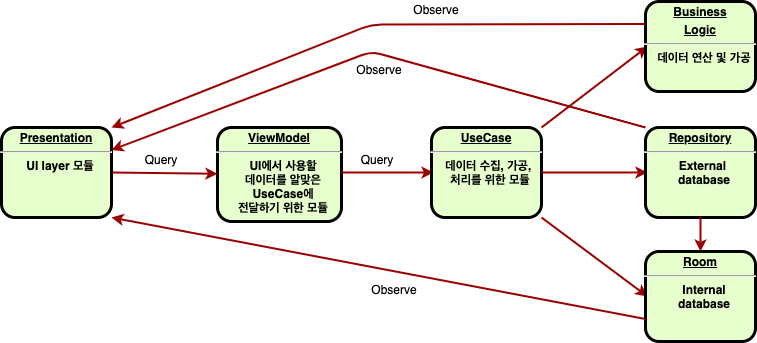 Observe
Business
Logic
데이터 연산 및 가공
Observe
Presentation
UI layer 모듈
Query
ViewModel
UI에서 사용할
데이터를 알맞은
UseCase에
전달하기 위한 모듈
Query
UseCase
데이터 수집, 가공,
처리를 위한 모듈
Repository
External
database
Observe
Room
Internal
database